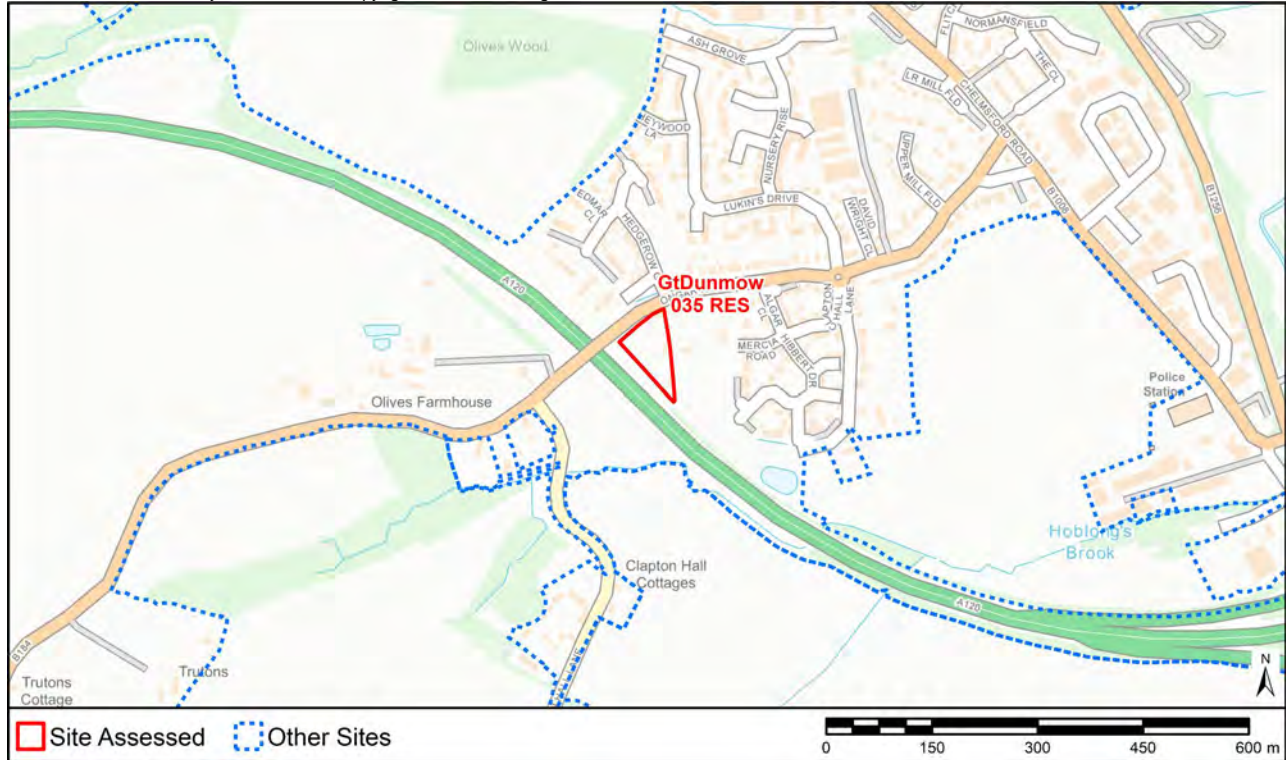 Olives Wood
ASH GROVE
FLITCH
NORMANSFIELD
THE CL
LR MILL FLD
CHELMSFORD ROAD
HEYWOOD
LA
NURSERY RISE
UPPER MILL FLD
B1256
EDMAR
CL
HEDGEROW
LUKIN'S DRIVE
DAVID
WRIGHT CL
B1008
A120
GtDunmow
035 RES
ALGAR
CL
CLAPTON
HALL
LANE
MERCIA
ROAD
HIBBERT DR
Olives Farmhouse
Police
Station
Hoblong's
Brook
Clapton Hall
Cottages
A120
B184
Trutons
Cottage
Trutons
LANE
N
Site Assessed
Other Sites
0 150 300 450 600 m